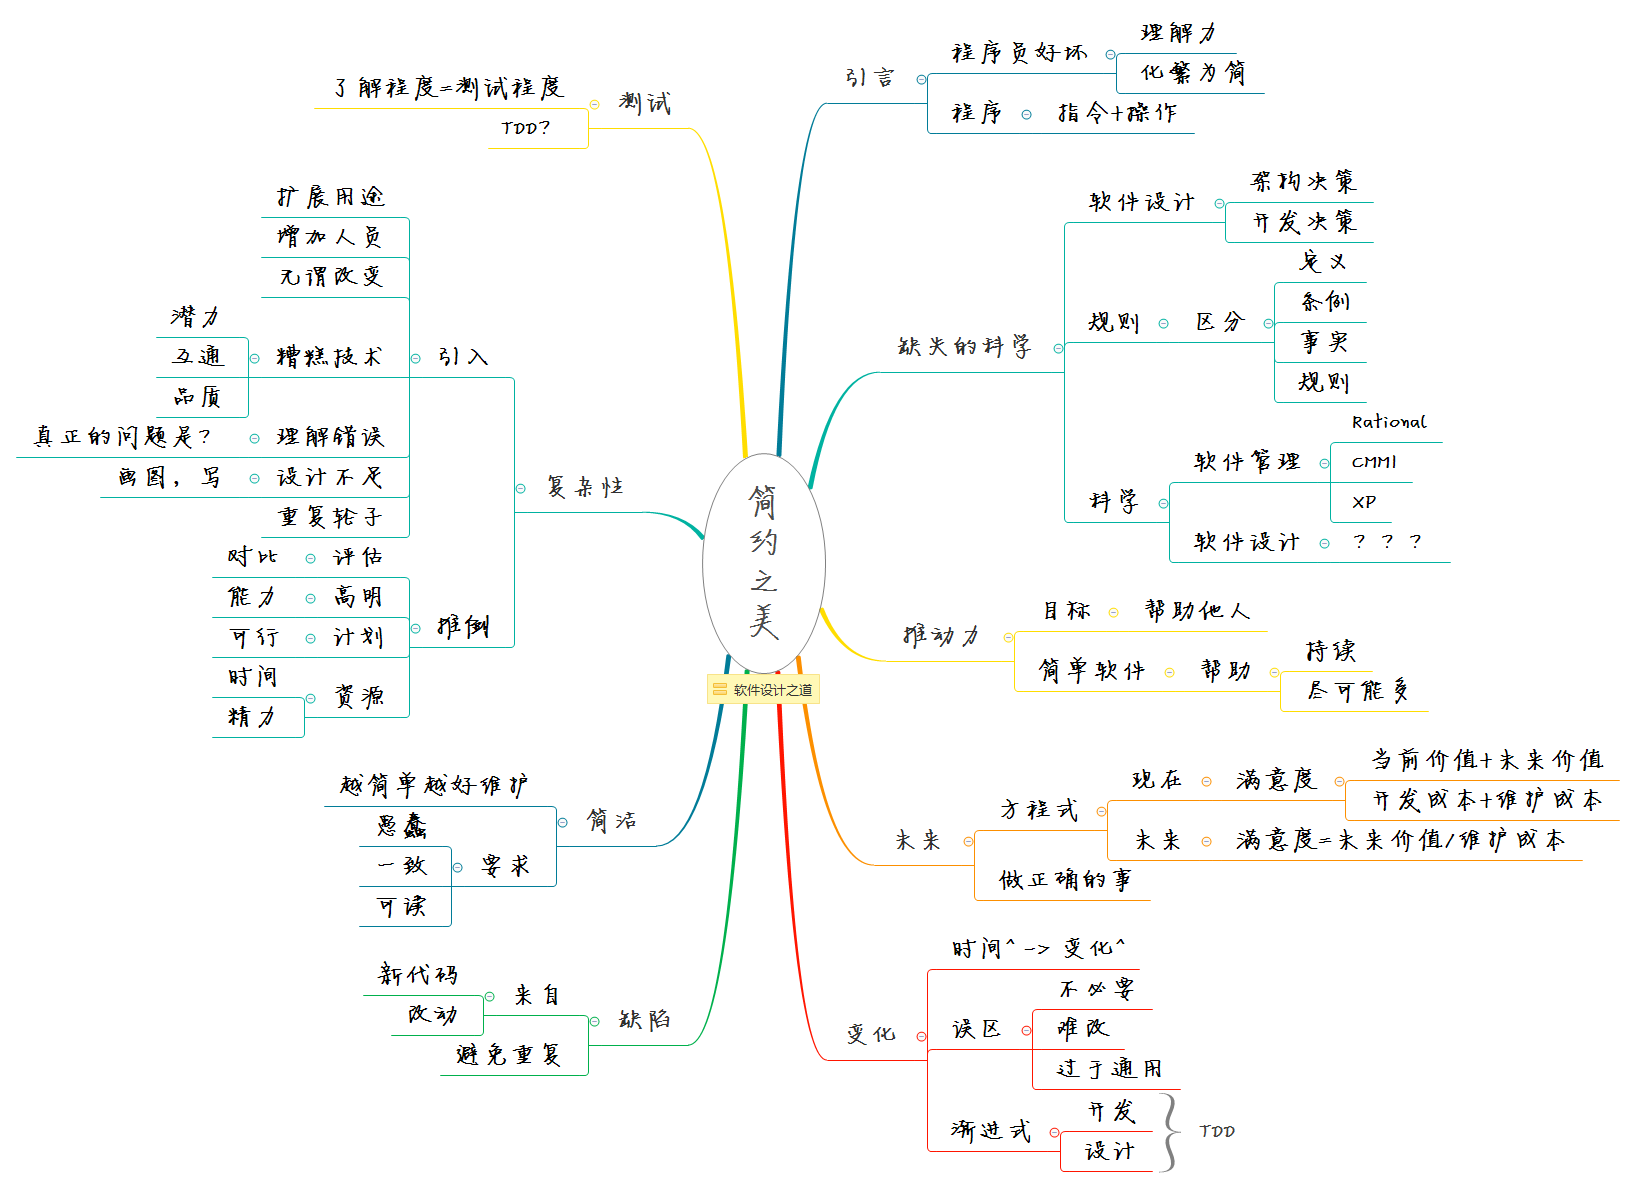 简约之美
软件设计之道
引言
程序员好坏
理解力
化繁为简
程序
指令+操作
缺失的科学
软件设计
架构决策
开发决策
规则
区分
定义
条例
事实
规则
科学
软件管理
Rational
CMMI
XP
软件设计
？？？
推动力
目标
帮助他人
简单软件
帮助
持续
尽可能多
未来
方程式
现在
满意度
当前价值+未来价值
开发成本+维护成本
未来
满意度=未来价值/维护成本
做正确的事
变化
时间^ -> 变化^
误区
不必要
难改
过于通用
渐进式
开发
设计
TDD
测试
了解程度=测试程度
TDD?
复杂性
引入
扩展用途
增加人员
无谓改变
糟糕技术
潜力
互通
品质
理解错误
真正的问题是?
设计不足
画图，写
重复轮子
推倒
评估
对比
高明
能力
计划
可行
资源
时间
精力
简洁
越简单越好维护
要求
愚蠢
一致
可读
缺陷
来自
新代码
改动
避免重复